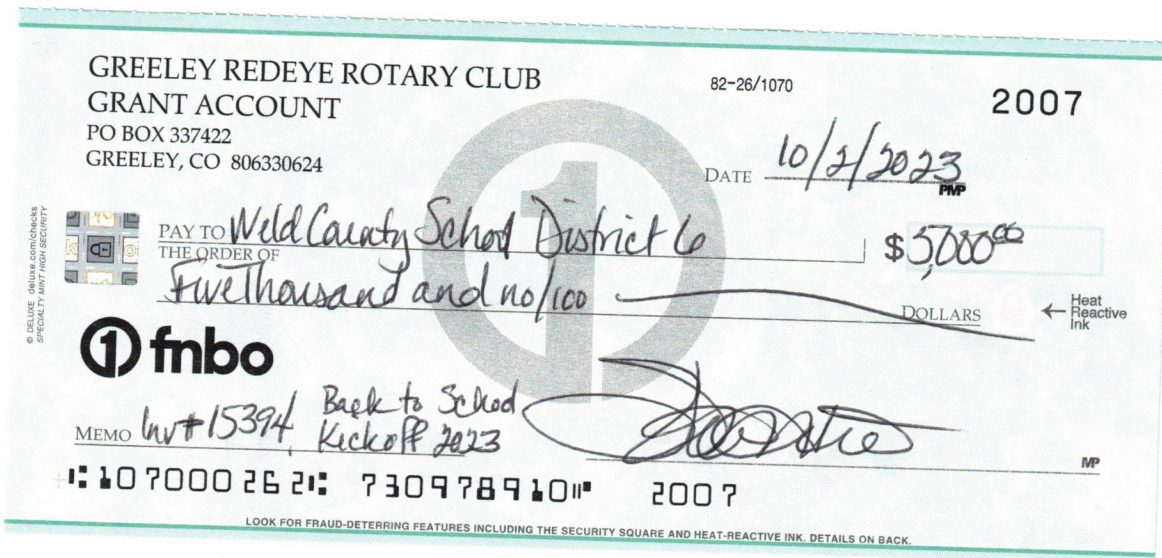 GREELEY REDEYE ROTARY CLUB
GRANT ACCOUNT
PO BOX 337422
GREELEY, CO 806330624
82-26/1070
2007
DATE 10/2/2023
PMP
© DELUXE deluxe.com/checks
SPECIALTY MINT HIGH SECURITY
PAY TO THE ORDER OF Weld County School District 6
$5,000 00
Five Thousand and no/100
DOLLARS
Heat
Reactive
Ink
1 fnbo
MEMO Inv# 15394, Back to School
Kickoff 2023
MP
⑆107000262⑆ 730978910⑈ 2007
LOOK FOR FRAUD-DETERRING FEATURES INCLUDING THE SECURITY SQUARE AND HEAT-REACTIVE INK. DETAILS ON BACK.